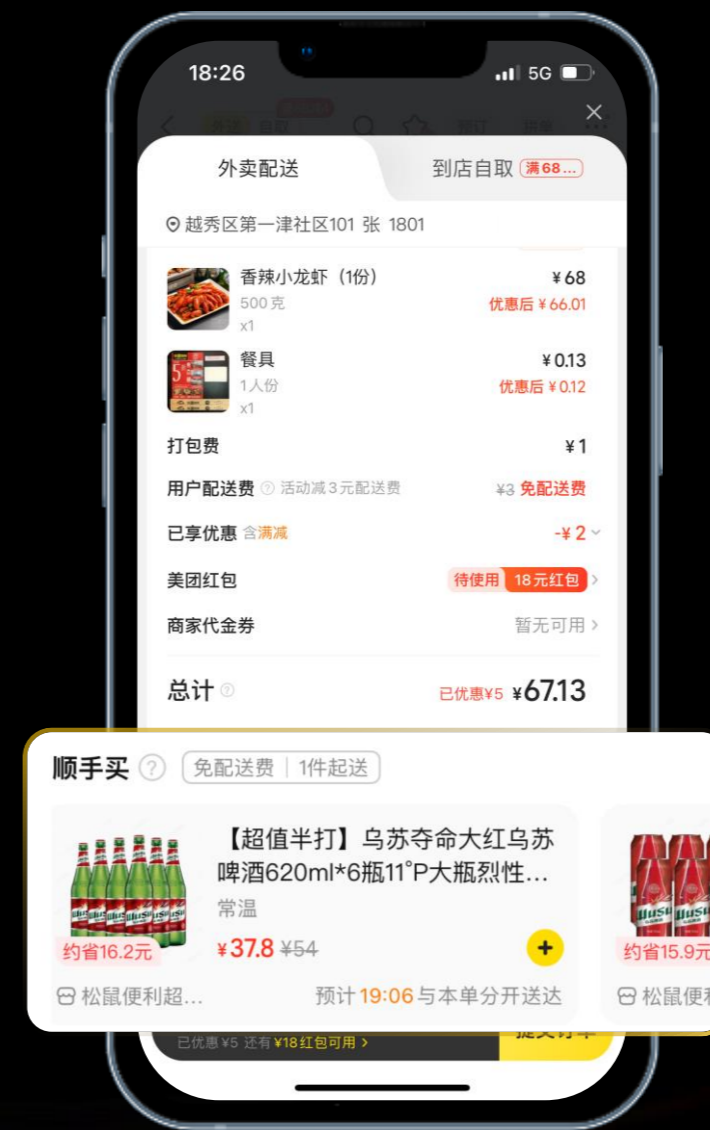 18:26
5G
外卖配送
到店自取 满68...
越秀区第一津社区101 张 1801
香辣小龙虾（1份）
¥68
500克
优惠后 ¥66.01
x1
餐具
¥0.13
1人份
优惠后 ¥0.12
x1
打包费
¥1
用户配送费 活动减3元配送费
¥3 免配送费
已享优惠 含满减
-¥2
美团红包
待使用 18元红包
商家代金券
暂无可用
总计
已优惠¥5 ¥67.13
顺手买 免配送费 | 1件起送
【超值半打】乌苏夺命大红乌苏
啤酒620ml*6瓶11°P大瓶烈性...
常温
约省16.2元
¥37.8 ¥54
松鼠便利超...
预计19:06与本单分开送达
约省15.9元
松鼠便利
已优惠¥5 还有¥18红包可用
提交订单